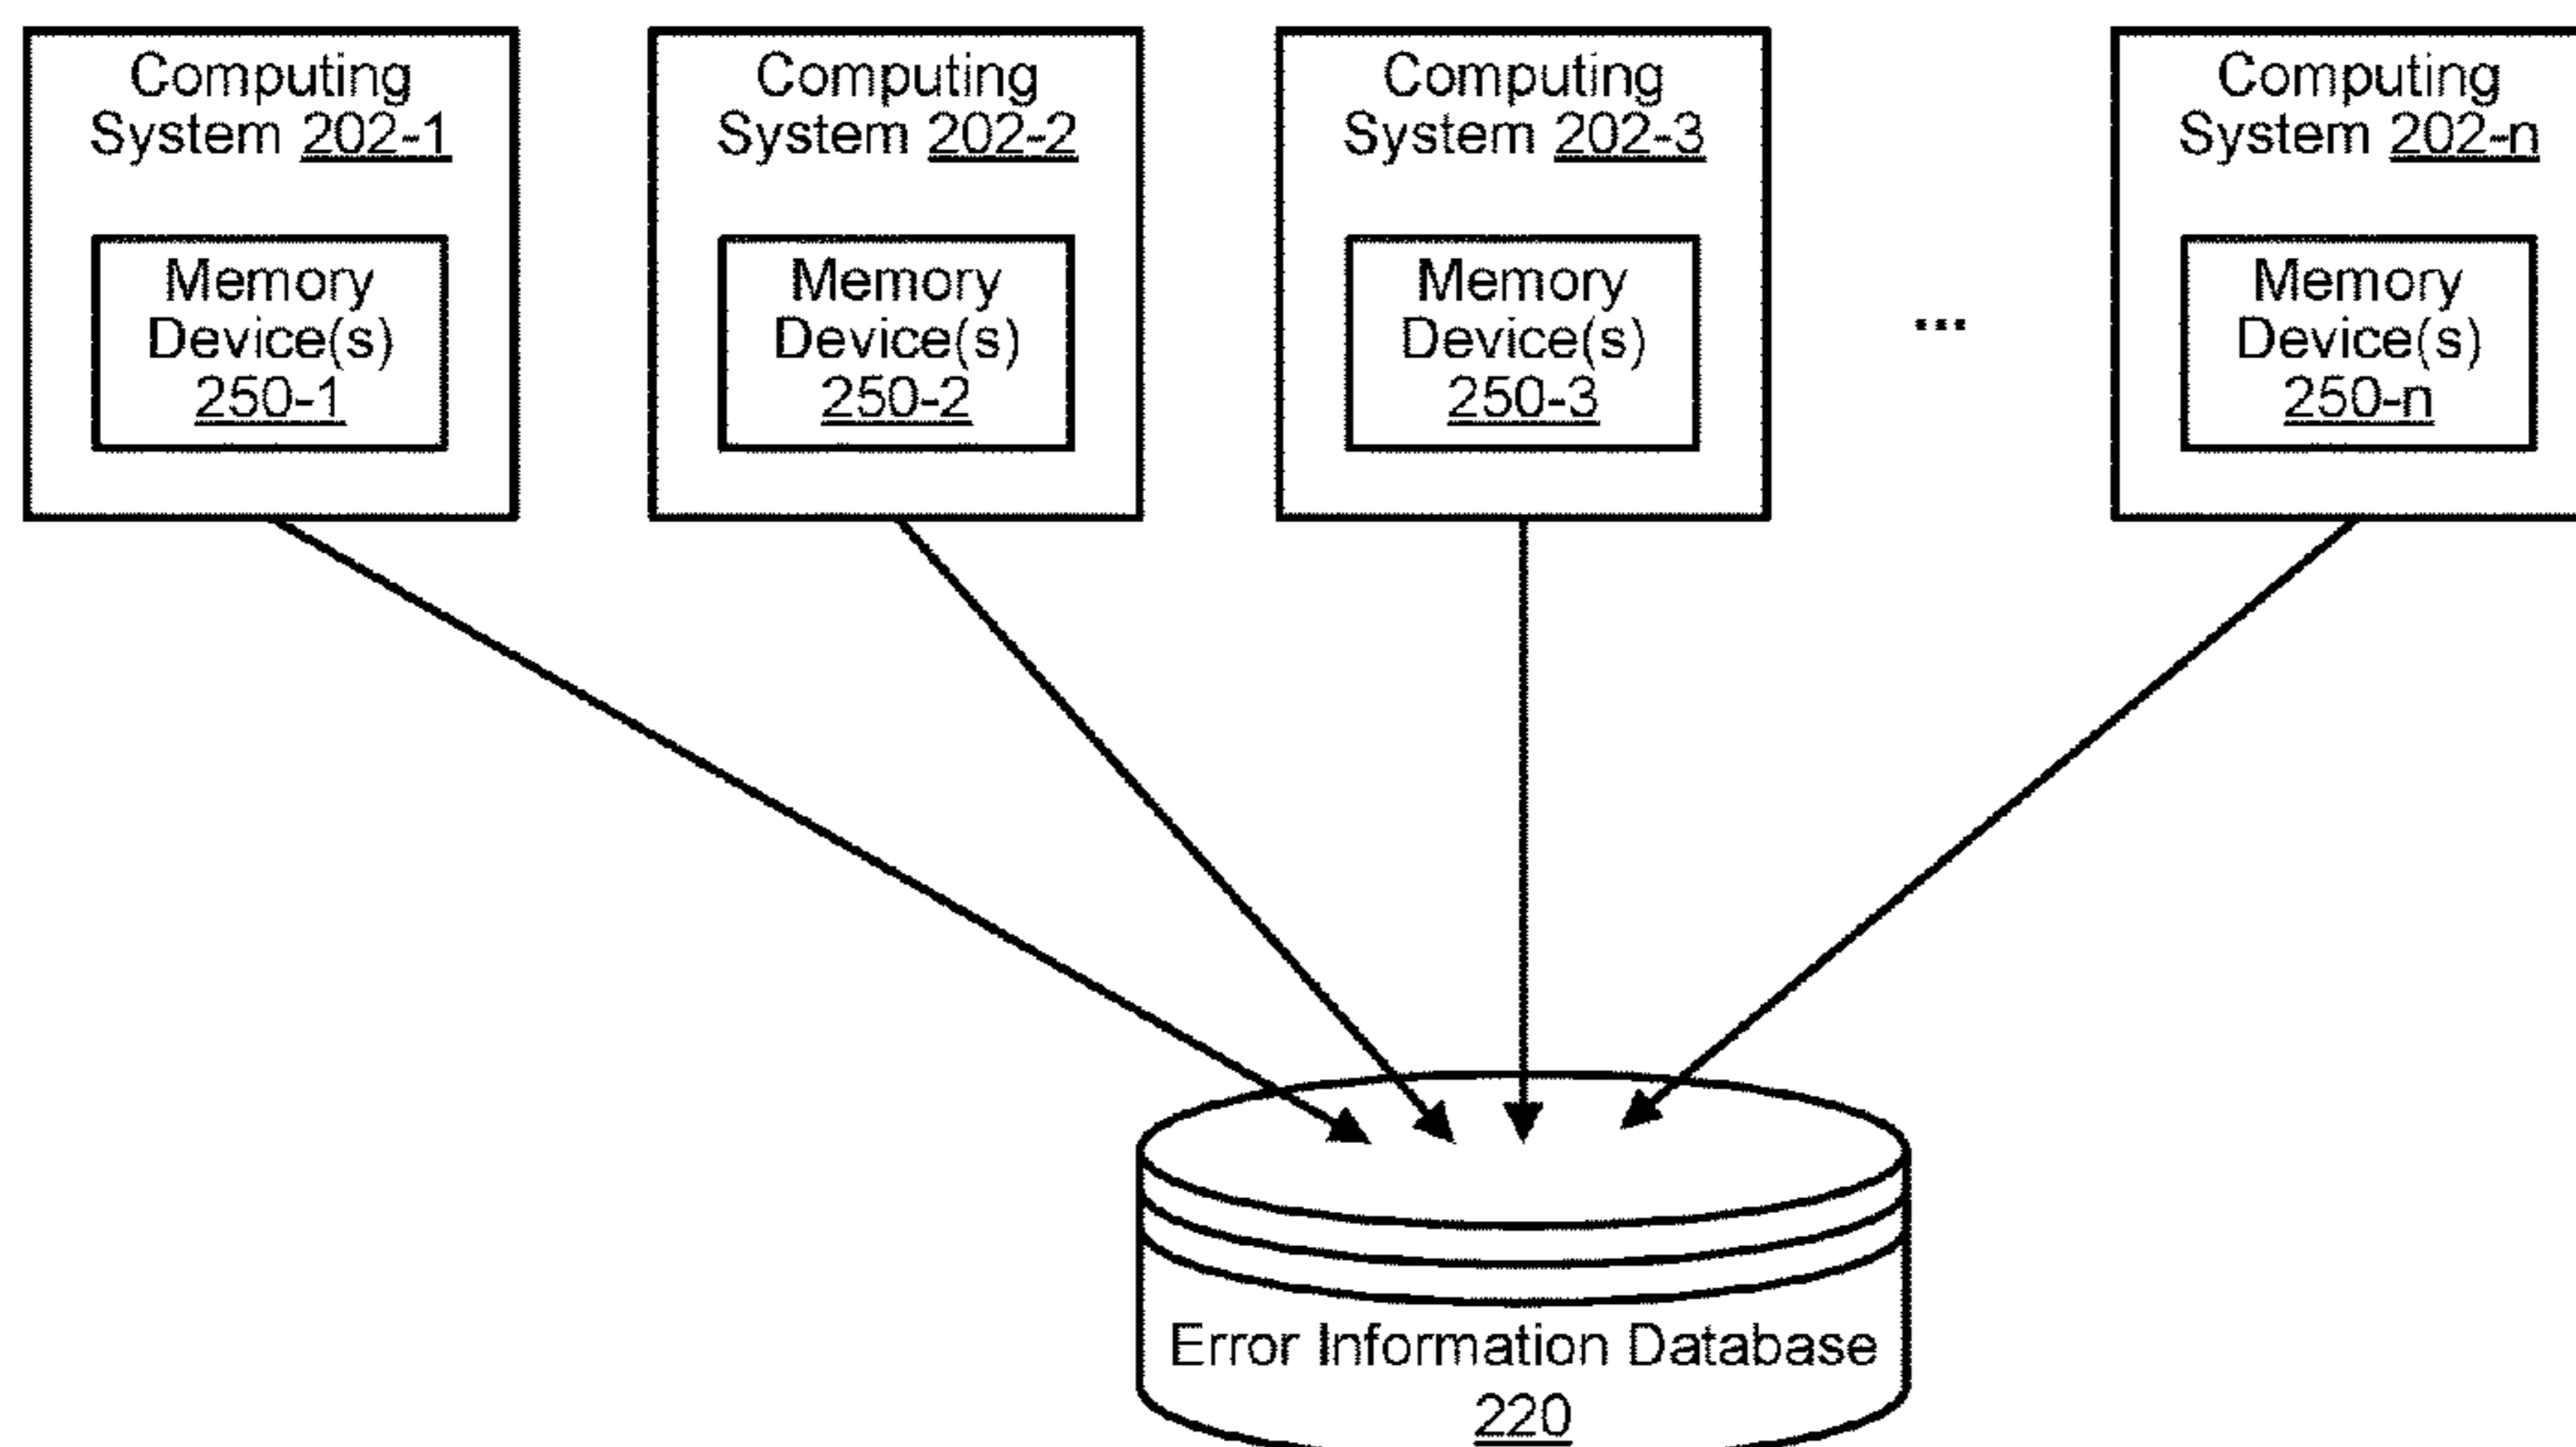 Computing
System 202-1
Memory
Device(s)
250-1
Computing
System 202-2
Memory
Device(s)
250-2
Computing
System 202-3
Memory
Device(s)
250-3
...
Computing
System 202-n
Memory
Device(s)
250-n
Error Information Database
220